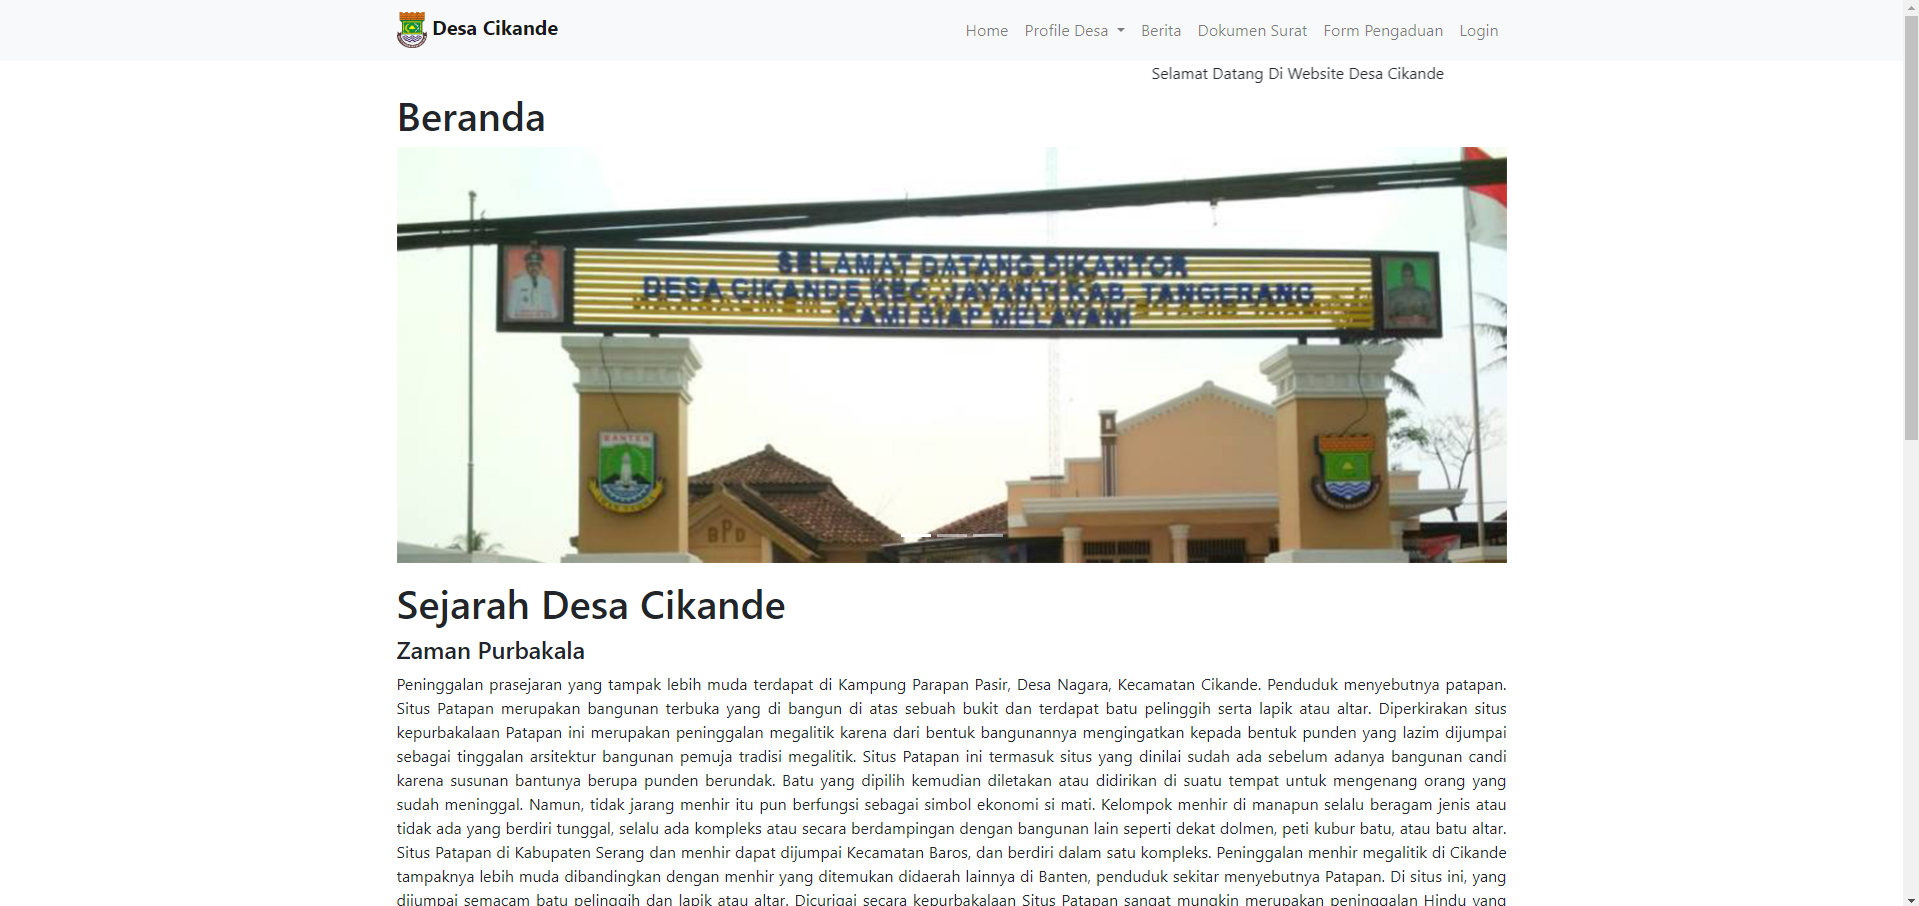 Desa Cikande
Home Profile Desa Berita Dokumen Surat Form Pengaduan Login
Selamat Datang Di Website Desa Cikande
Beranda
SELAMAT DATANG DIKANTOR
DESA CIKANDE KEC. JAYANTI KAB. TANGERANG
KAMI SIAP MELAYANI
BANTEN
BPD
Sejarah Desa Cikande
Zaman Purbakala
Peninggalan prasejaran yang tampak lebih muda terdapat di Kampung Parapan Pasir, Desa Nagara, Kecamatan Cikande. Penduduk menyebutnya patapan.
Situs Patapan merupakan bangunan terbuka yang di bangun di atas sebuah bukit dan terdapat batu pelinggih serta lapik atau altar. Diperkirakan situs
kepurbakalaan Patapan ini merupakan peninggalan megalitik karena dari bentuk bangunannya mengingatkan kepada bentuk punden yang lazim dijumpai
sebagai tinggalan arsitektur bangunan pemuja tradisi megalitik. Situs Patapan ini termasuk situs yang dinilai sudah ada sebelum adanya bangunan candi
karena susunan bantunya berupa punden berundak. Batu yang dipilih kemudian diletakan atau didirikan di suatu tempat untuk mengenang orang yang
sudah meninggal. Namun, tidak jarang menhir itu pun berfungsi sebagai simbol ekonomi si mati. Kelompok menhir di manapun selalu beragam jenis atau
tidak ada yang berdiri tunggal, selalu ada kompleks atau secara berdampingan dengan bangunan lain seperti dekat dolmen, peti kubur batu, atau batu altar.
Situs Patapan di Kabupaten Serang dan menhir dapat dijumpai Kecamatan Baros, dan berdiri dalam satu kompleks. Peninggalan menhir megalitik di Cikande
tampaknya lebih muda dibandingkan dengan menhir yang ditemukan didaerah lainnya di Banten, penduduk sekitar menyebutnya Patapan. Di situs ini, yang
dijumpai semacam batu pelinggih dan lapik atau altar. Dicurigai secara kepurbakalaan Situs Patapan sangat mungkin merupakan peninggalan Hindu yang